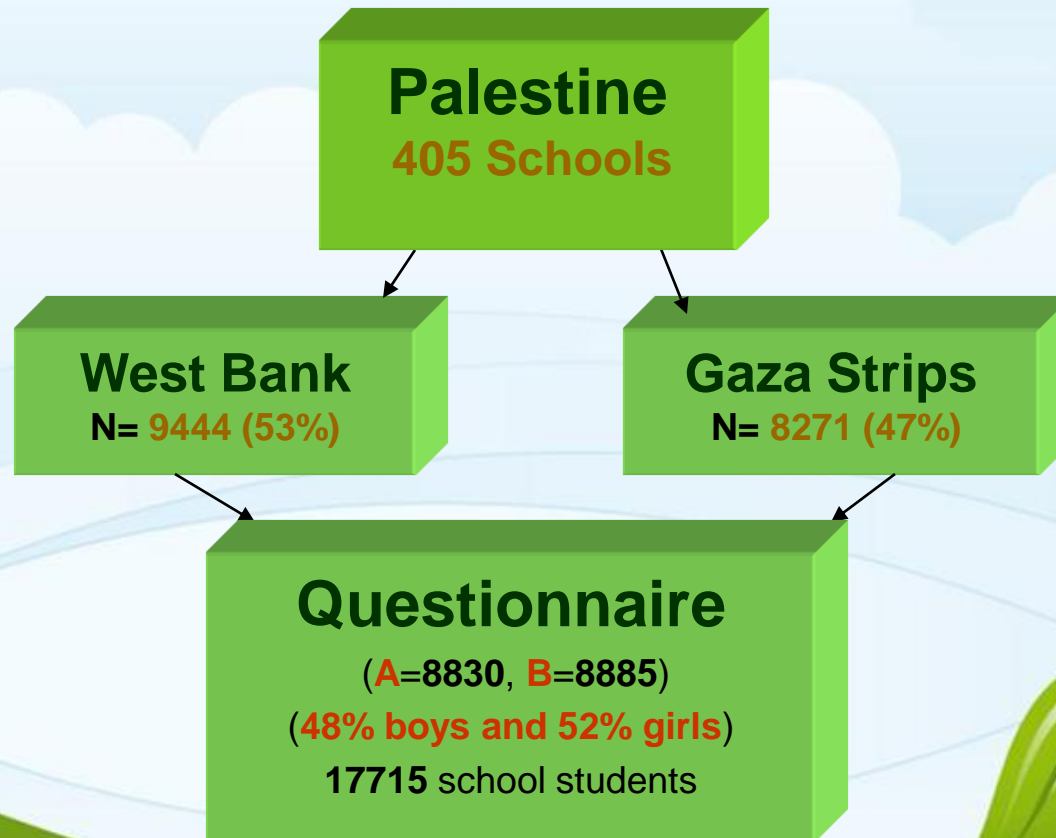 Palestine
405 Schools
West Bank
N= 9444 (53%)
Gaza Strips
N= 8271 (47%)
Questionnaire
(A=8830, B=8885)
(48% boys and 52% girls)
17715 school students